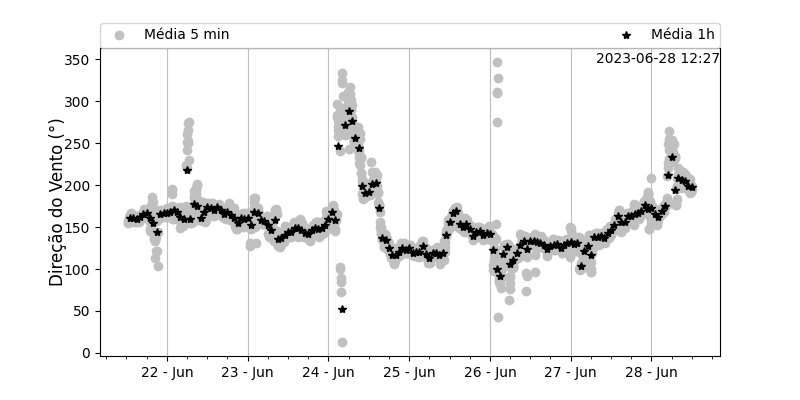 Média 5 min
Média 1h
2023-06-28 12:27
Direção do Vento (°)
350
300
250
200
150
100
50
0
22 - Jun
23 - Jun
24 - Jun
25 - Jun
26 - Jun
27 - Jun
28 - Jun